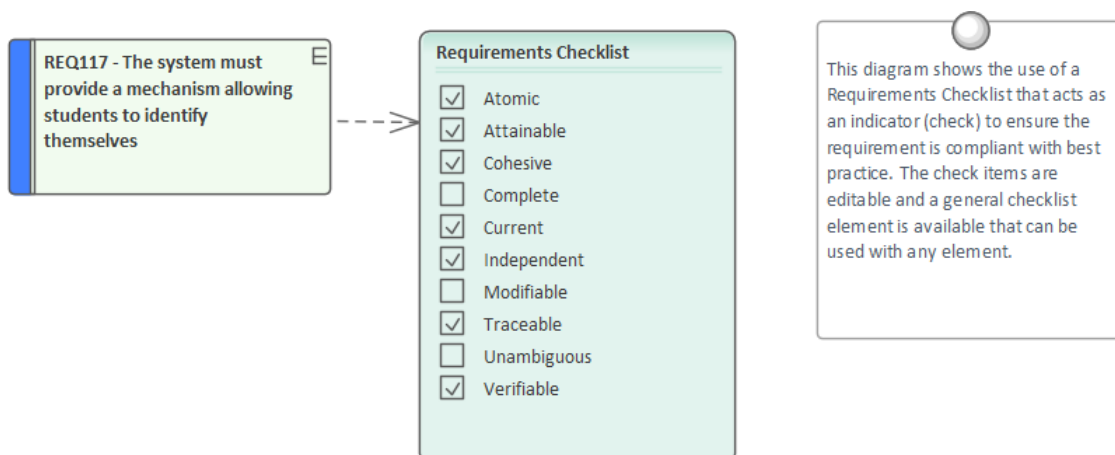 REQ117 - The system must
provide a mechanism allowing
students to identify
themselves
Requirements Checklist
Atomic
Attainable
Cohesive
Complete
Current
Independent
Modifiable
Traceable
Unambiguous
Verifiable
This diagram shows the use of a
Requirements Checklist that acts as
an indicator (check) to ensure the
requirement is compliant with best
practice. The check items are
editable and a general checklist
element is available that can be
used with any element.